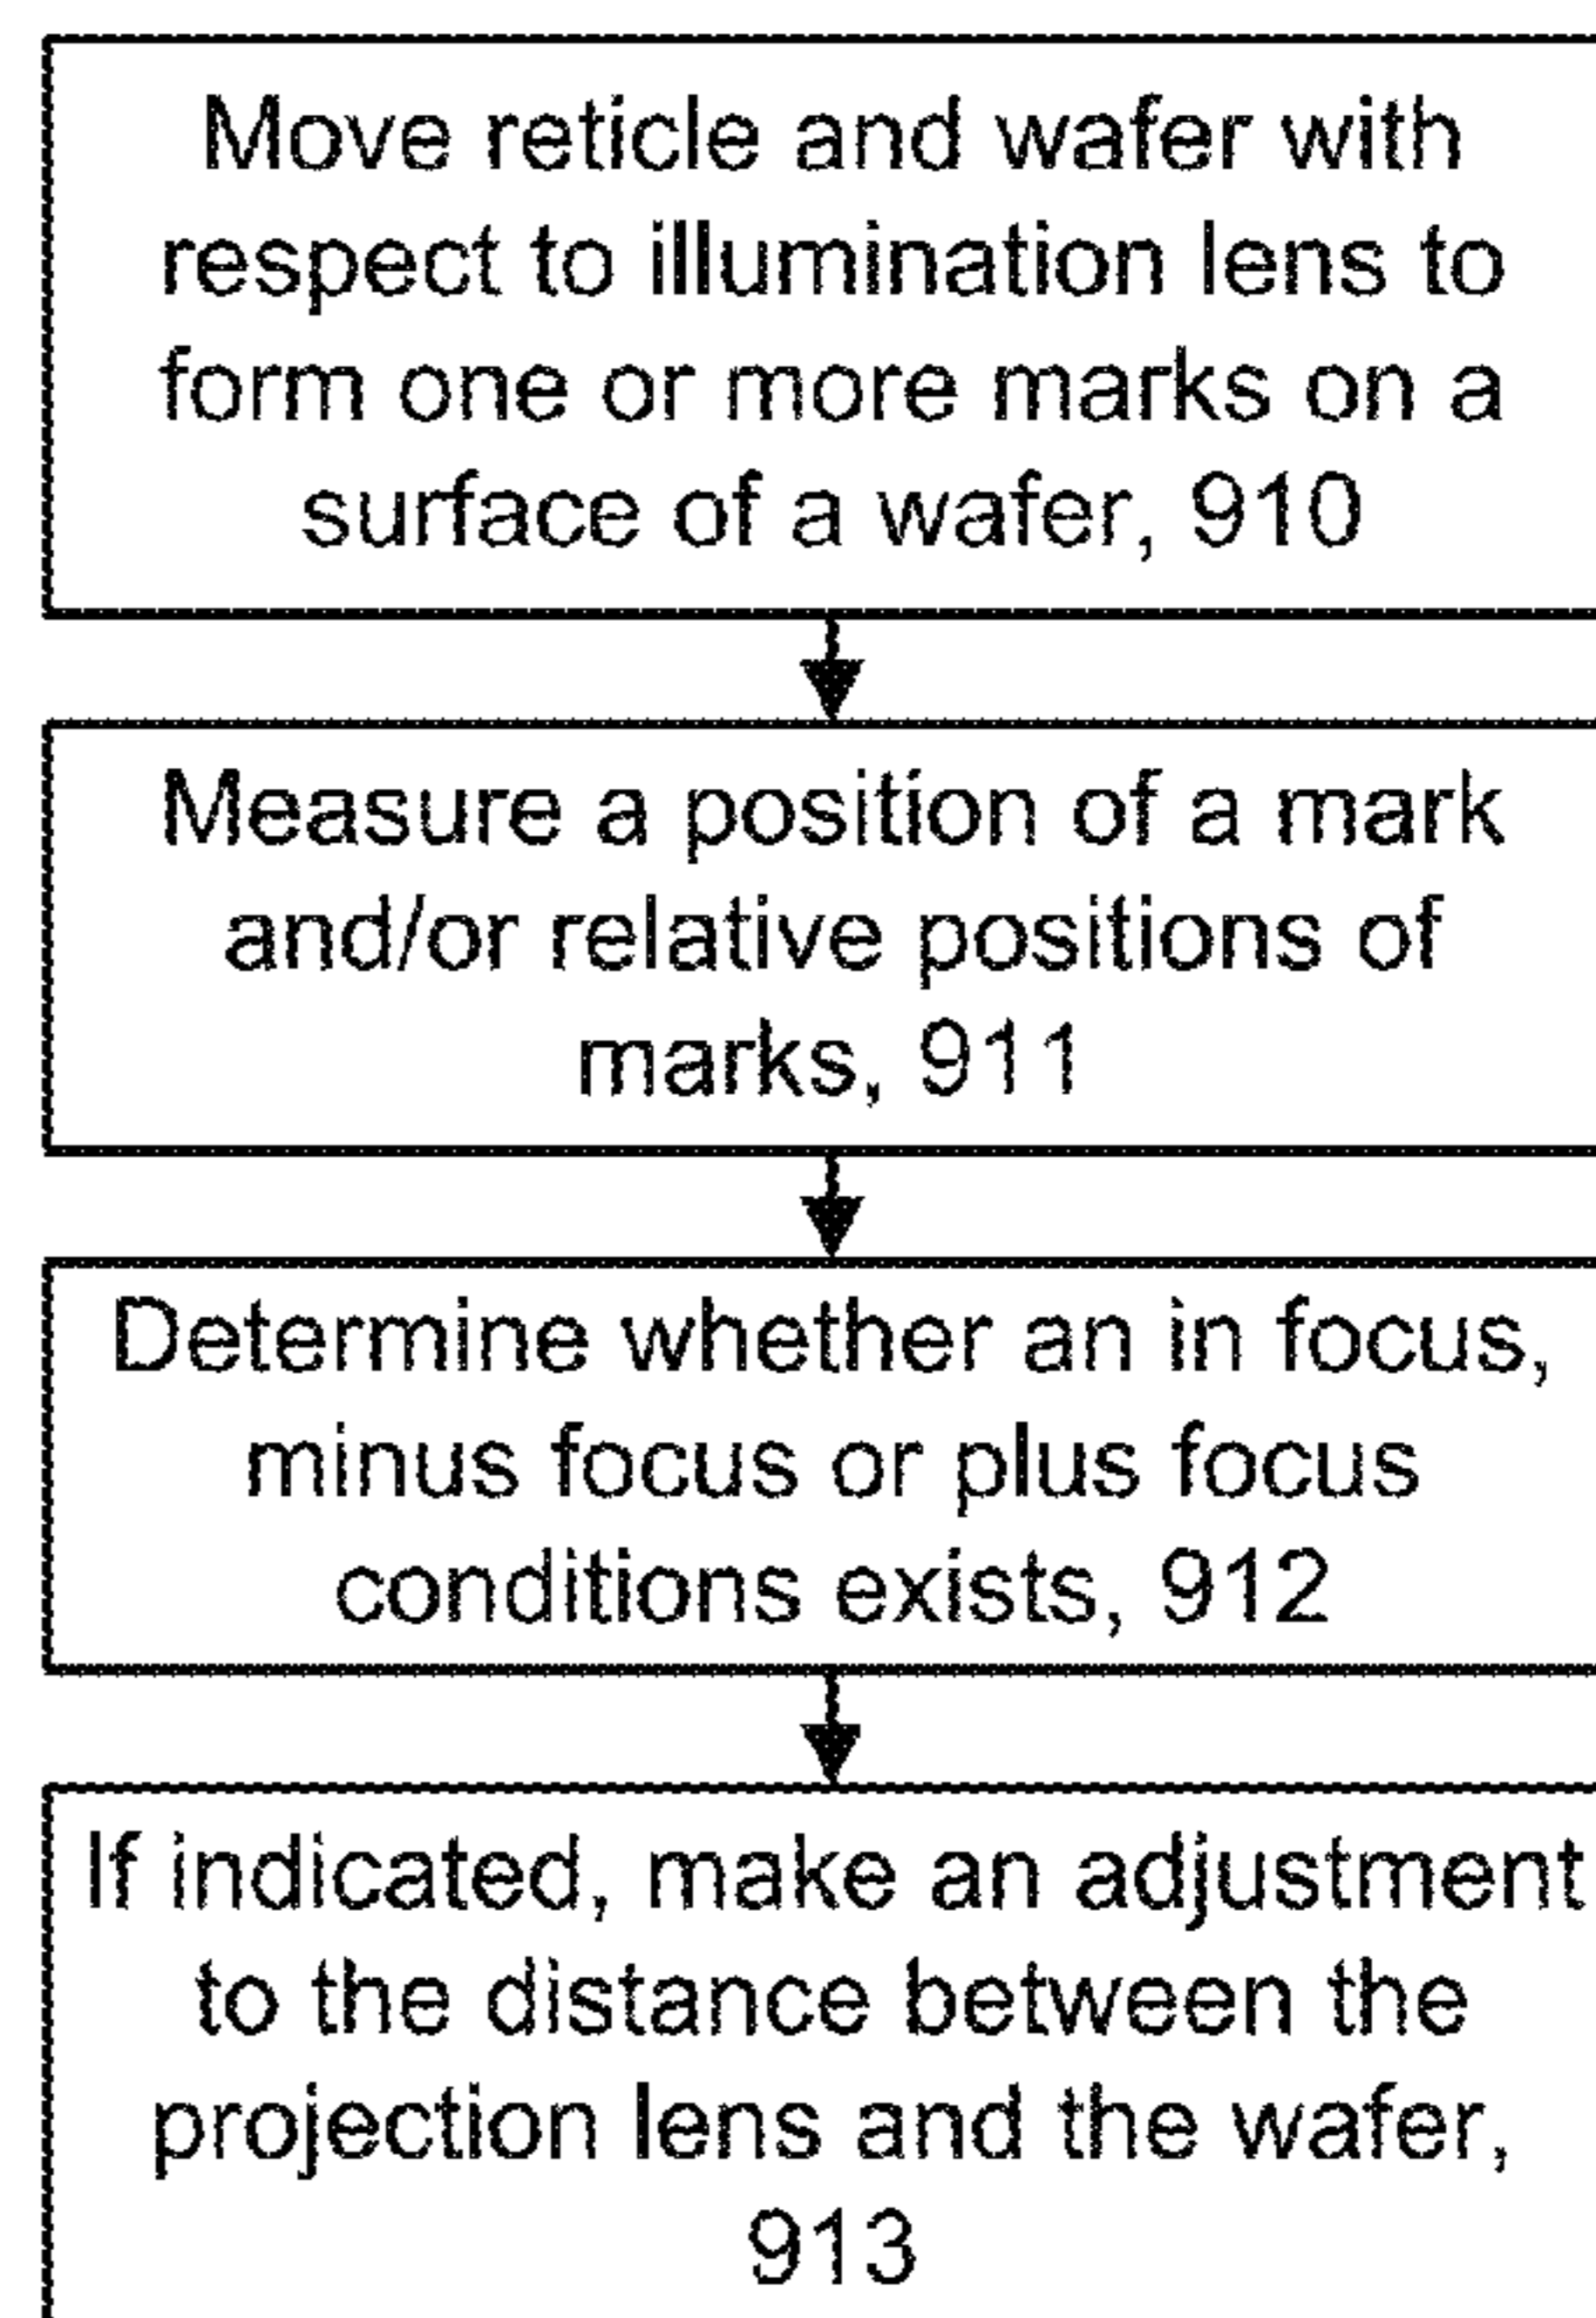 Move reticle and wafer with
respect to illumination lens to
form one or more marks on a
surface of a wafer, 910
Measure a position of a mark
and/or relative positions of
marks, 911
Determine whether an in focus,
minus focus or plus focus
conditions exists, 912
If indicated, make an adjustment
to the distance between the
projection lens and the wafer,
913